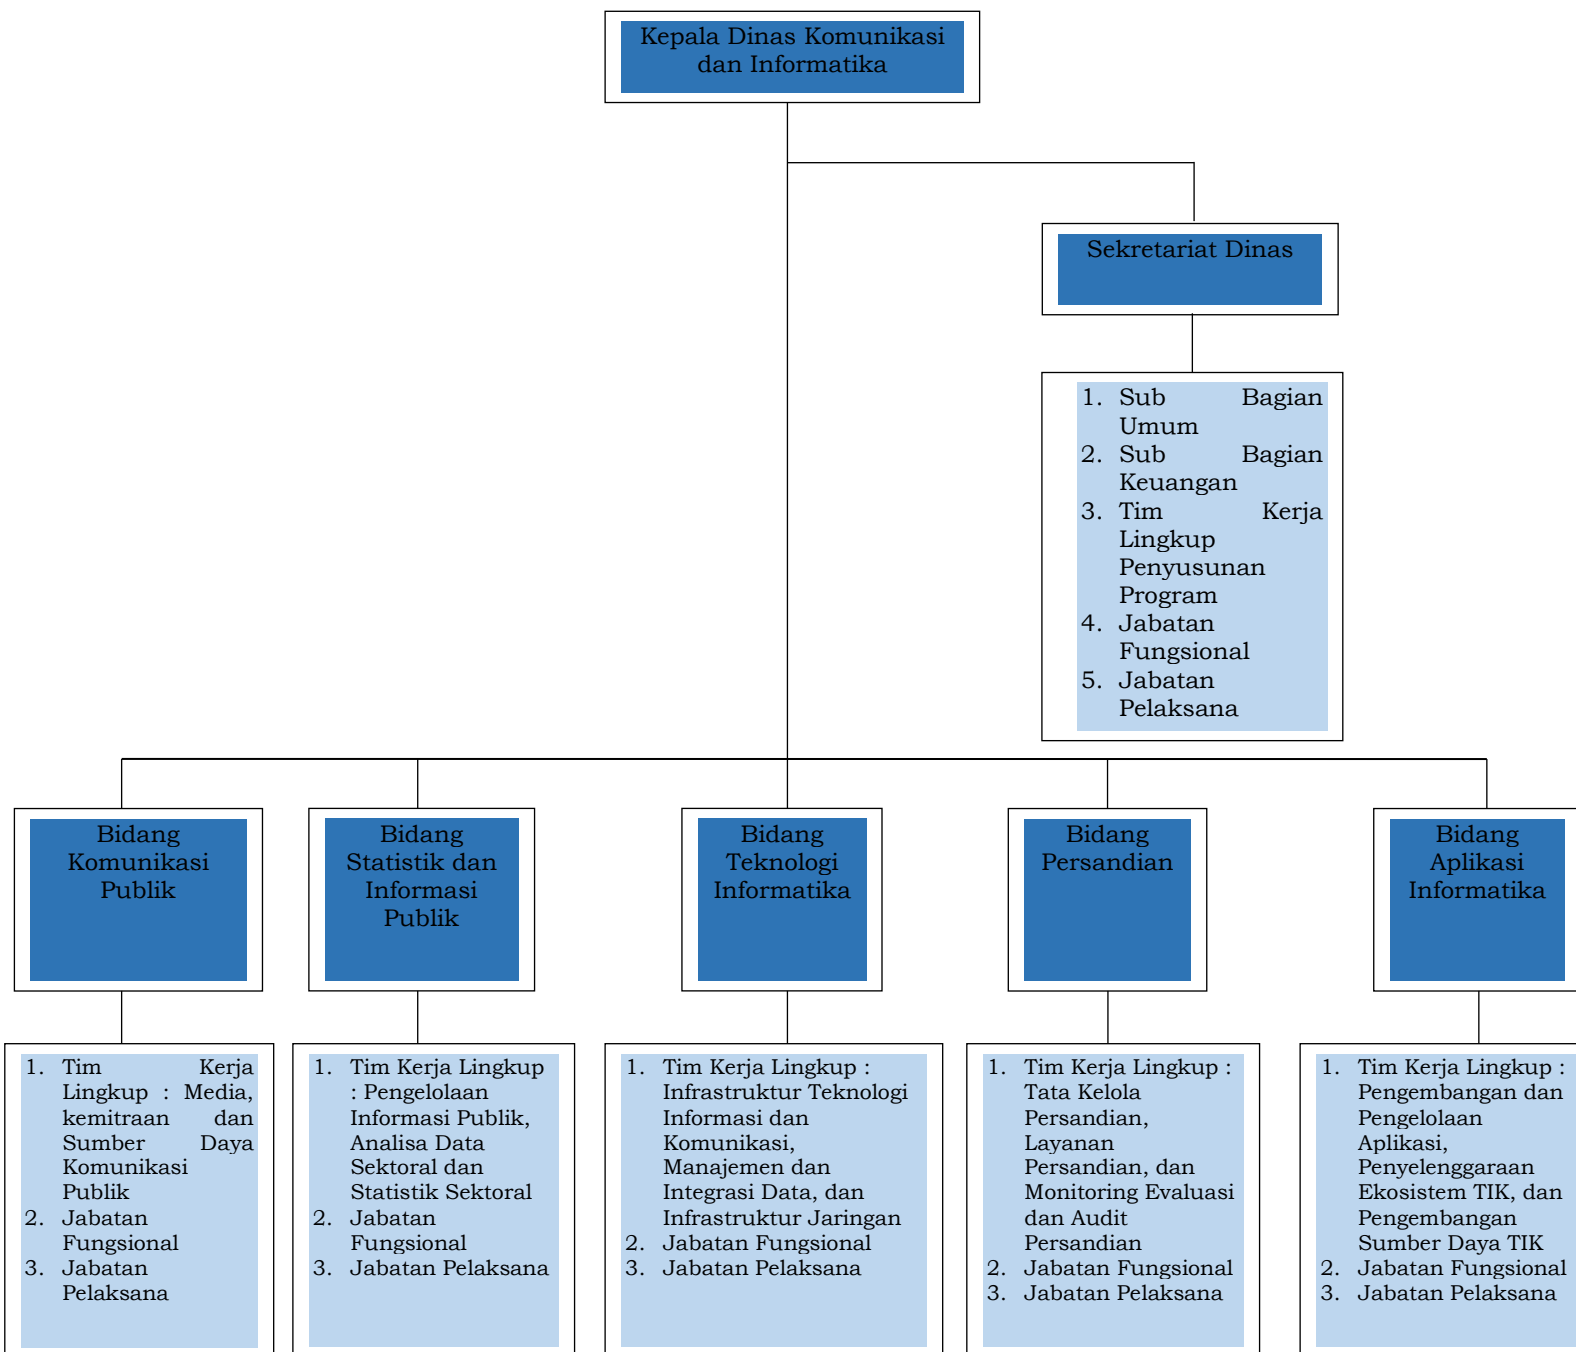 Kepala Dinas Komunikasi
dan Informatika
Sekretariat Dinas
1. Sub Bagian
Umum
2. Sub Bagian
Keuangan
3. Tim Kerja
Lingkup
Penyusunan
Program
4. Jabatan
Fungsional
5. Jabatan
Pelaksana
Bidang
Komunikasi
Publik
Bidang
Statistik dan
Informasi
Publik
Bidang
Teknologi
Informatika
Bidang
Persandian
Bidang
Aplikasi
Informatika
1. Tim Kerja
Lingkup : Media,
kemitraan dan
Sumber Daya
Komunikasi
Publik
2. Jabatan
Fungsional
3. Jabatan
Pelaksana
1. Tim Kerja Lingkup
: Pengelolaan
Informasi Publik,
Analisa Data
Sektoral dan
Statistik Sektoral
2. Jabatan
Fungsional
3. Jabatan Pelaksana
1. Tim Kerja Lingkup :
Infrastruktur Teknologi
Informasi dan
Komunikasi,
Manajemen dan
Integrasi Data, dan
Infrastruktur Jaringan
2. Jabatan Fungsional
3. Jabatan Pelaksana
1. Tim Kerja Lingkup :
Tata Kelola
Persandian,
Layanan
Persandian, dan
Monitoring Evaluasi
dan Audit
Persandian
2. Jabatan Fungsional
3. Jabatan Pelaksana
1. Tim Kerja Lingkup :
Pengembangan dan
Pengelolaan
Aplikasi,
Penyelenggaraan
Ekosistem TIK, dan
Pengembangan
Sumber Daya TIK
2. Jabatan Fungsional
3. Jabatan Pelaksana